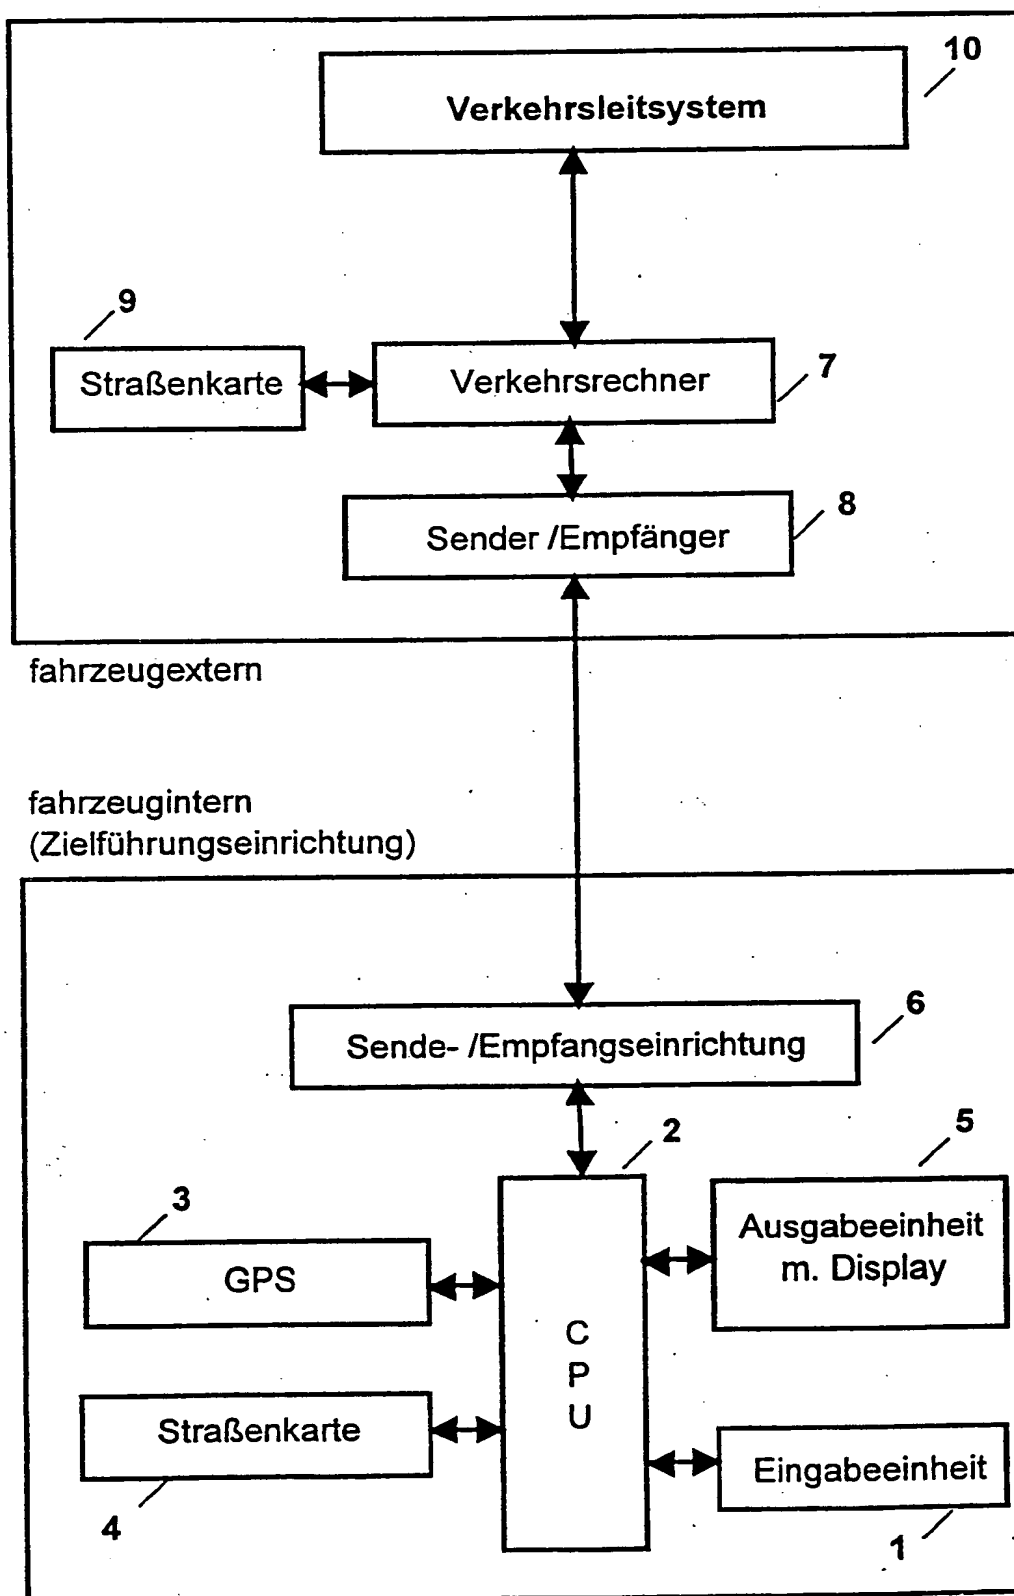 10
Verkehrsleitsystem
9
Straßenkarte
Verkehrsrechner
7
Sender /Empfänger
8
fahrzeugextern
fahrzeugintern
(Zielführungseinrichtung)
Sende- /Empfangseinrichtung
6
2
5
3
GPS
Ausgabeeinheit
m. Display
C
P
U
Straßenkarte
4
Eingabeeinheit
1